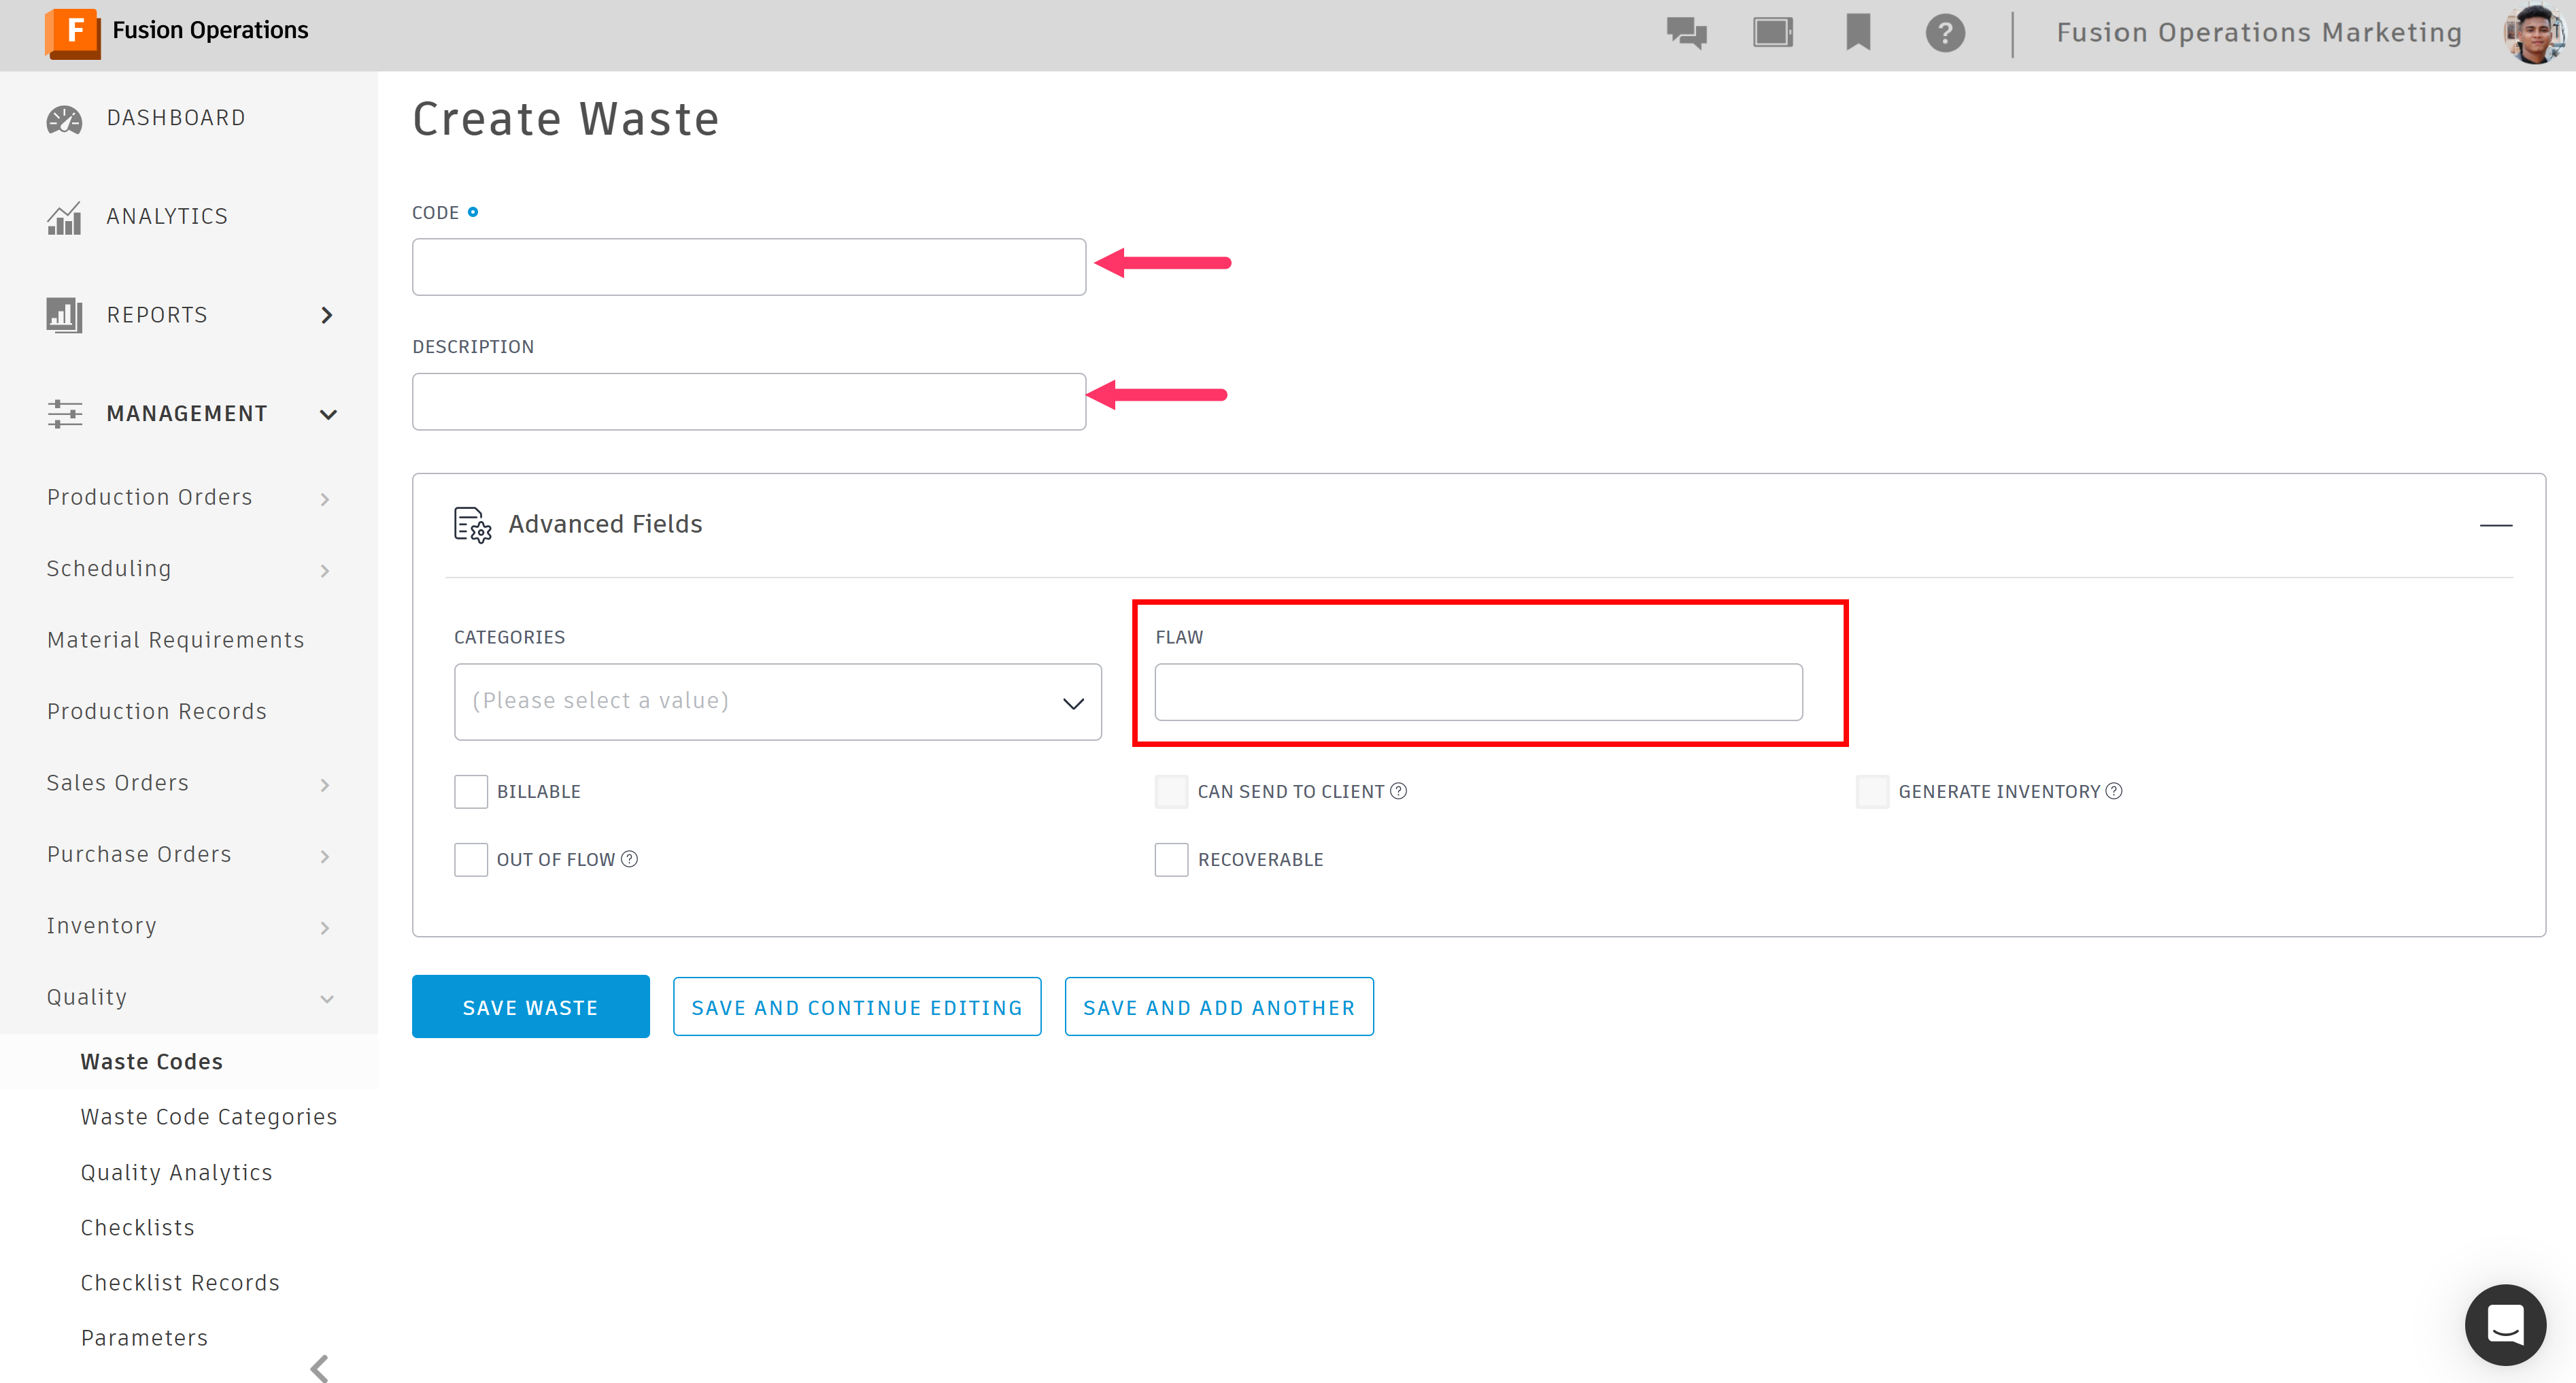 F Fusion Operations
? Fusion Operations Marketing
DASHBOARD
ANALYTICS
REPORTS
MANAGEMENT
Production Orders
Scheduling
Material Requirements
Production Records
Sales Orders
Purchase Orders
Inventory
Quality
Waste Codes
Waste Code Categories
Quality Analytics
Checklists
Checklist Records
Parameters
Create Waste
CODE
DESCRIPTION
Advanced Fields
CATEGORIES
(Please select a value)
FLAW
BILLABLE
CAN SEND TO CLIENT ?
GENERATE INVENTORY ?
OUT OF FLOW ?
RECOVERABLE
SAVE WASTE
SAVE AND CONTINUE EDITING
SAVE AND ADD ANOTHER